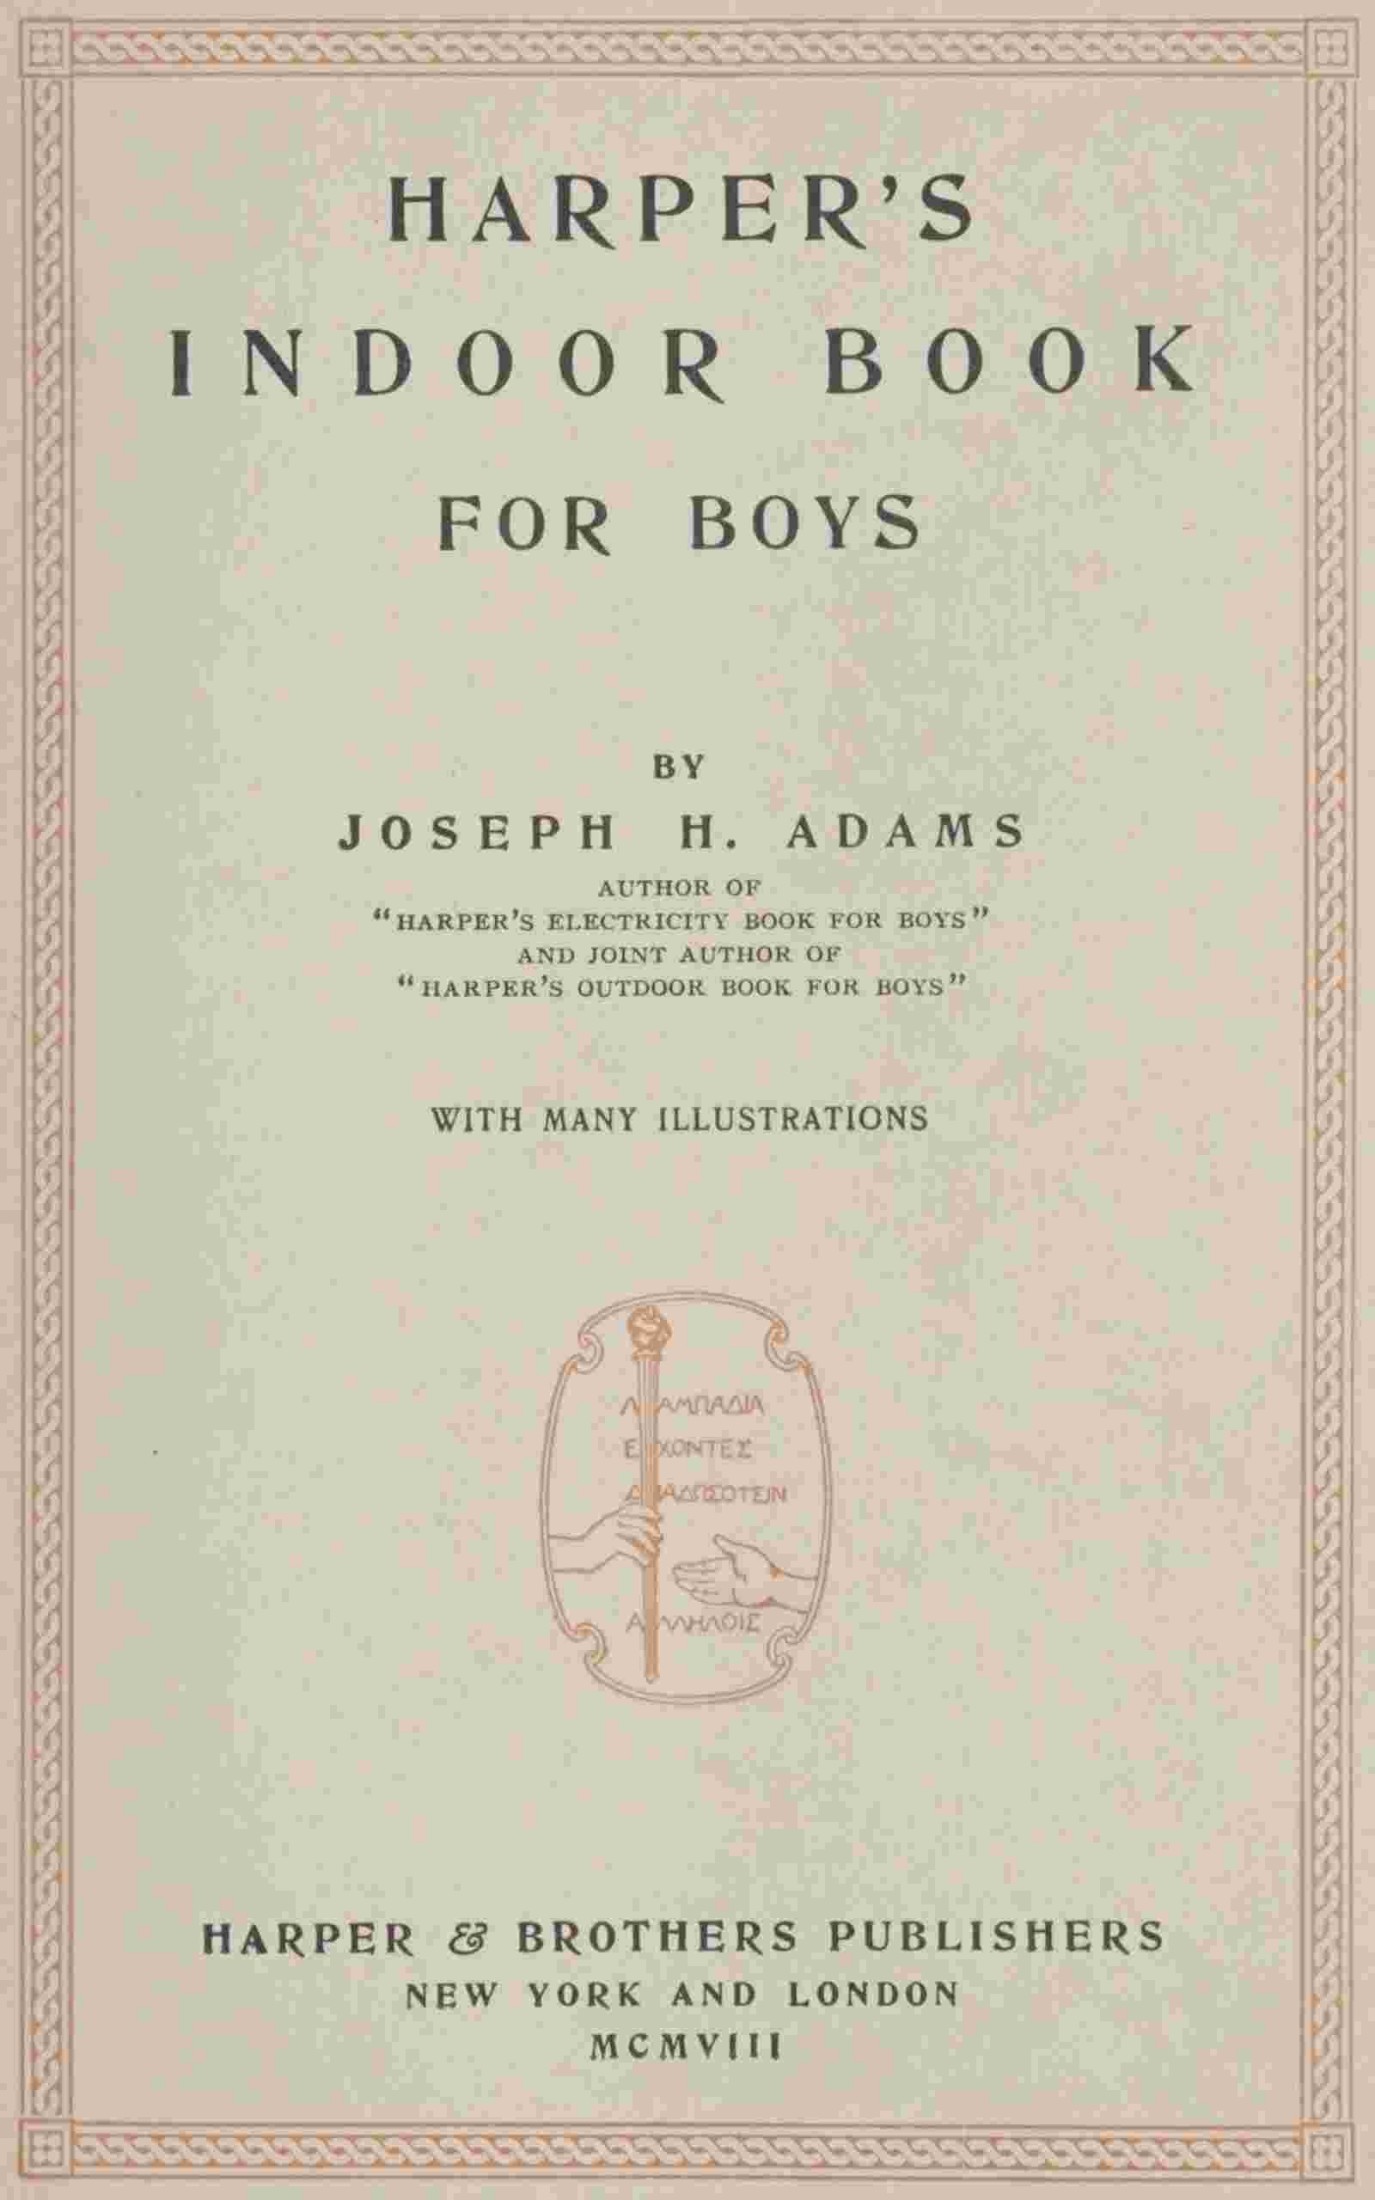 HARPER'S
INDOOR BOOK
FOR BOYS
BY
JOSEPH H. ADAMS
AUTHOR OF
"HARPER'S ELECTRICITY BOOK FOR BOYS"
AND JOINT AUTHOR OF
"HARPER'S OUTDOOR BOOK FOR BOYS"
WITH MANY ILLUSTRATIONS
ΛΑΜΠΑΔΙΑ
ΕΧΟΝΤΕΣ
ΑΛΛΗΛΟΙΣ
HARPER & BROTHERS PUBLISHERS
NEW YORK AND LONDON
MCMVIII